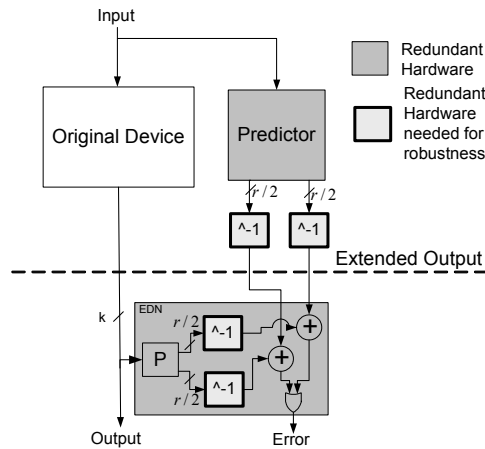 Input
Redundant
Hardware
Redundant
Hardware
needed for
robustness
Original Device
Predictor
r/2
r/2
^-1
^-1
Extended Output
EDN
k
r/2
^-1
+
P
+
r/2
^-1
Output
Error